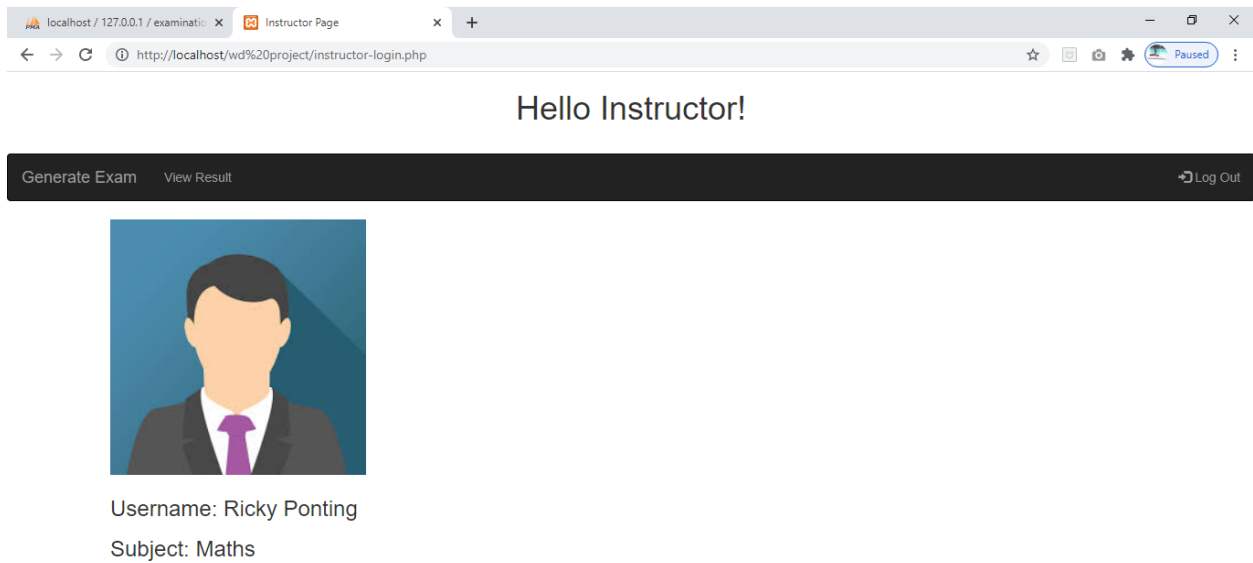 localhost / 127.0.0.1 / examinatio
Instructor Page
http://localhost/wd%20project/instructor-login.php
Paused
Hello Instructor!
Generate Exam View Result Log Out
Username: Ricky Ponting
Subject: Maths